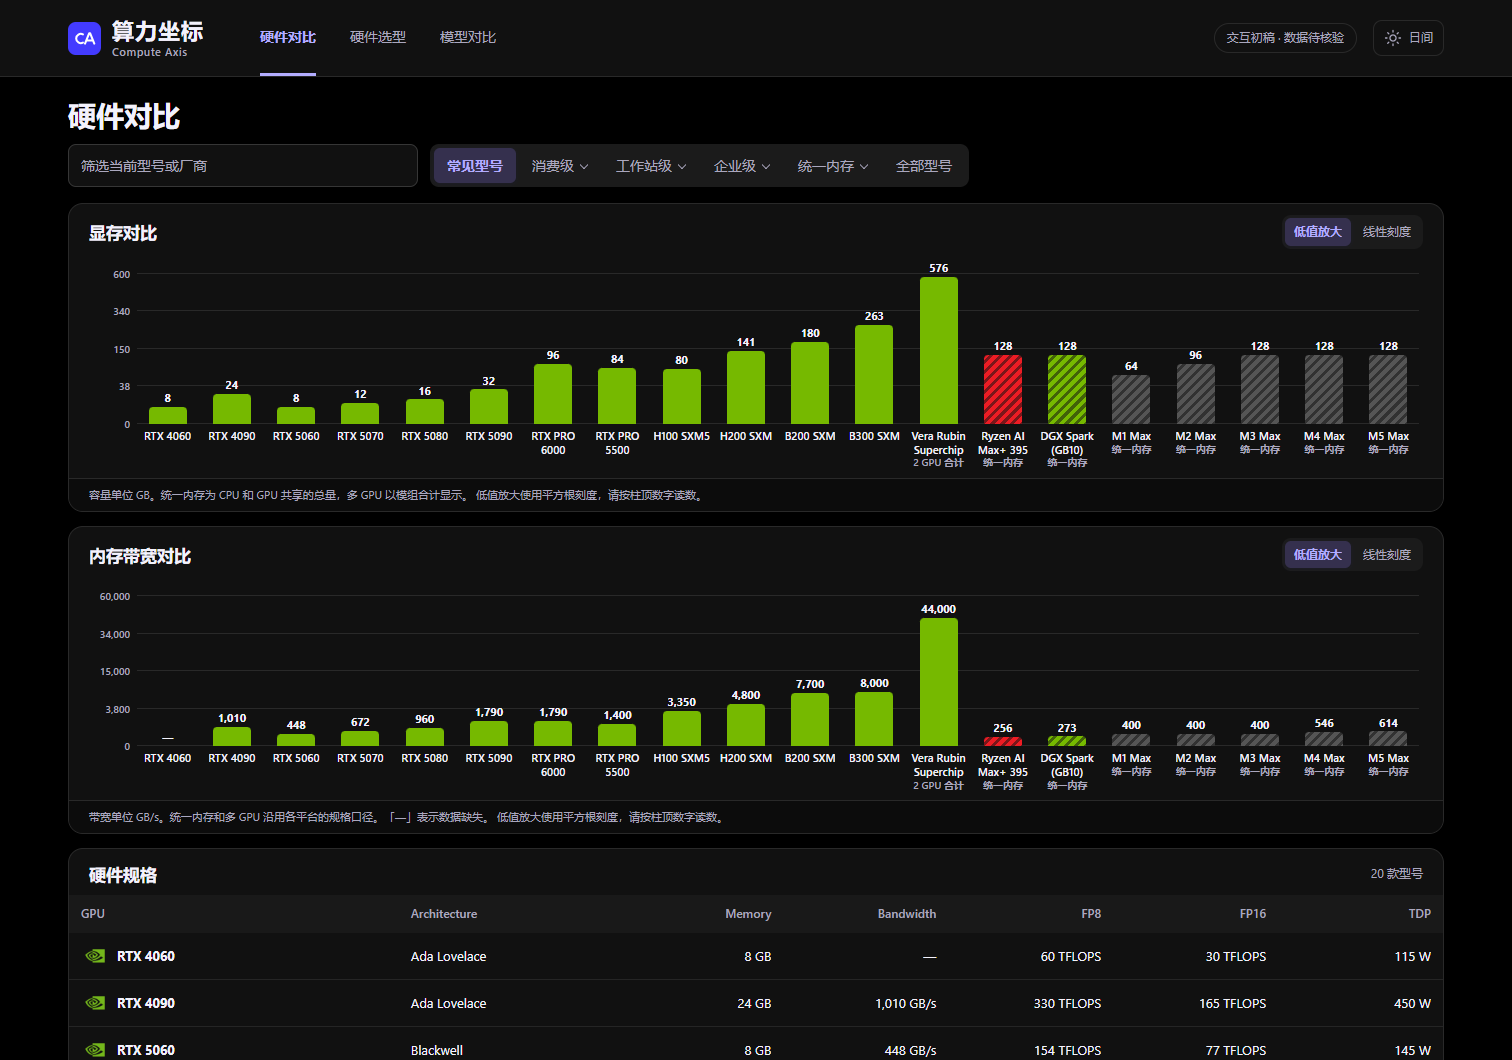 CA 算力坐标
Compute Axis
硬件对比 硬件选型 模型对比
交互初稿 · 数据待核验 日间
硬件对比
筛选当前型号或厂商
常见型号 消费级 工作站级 企业级 统一内存 全部型号
显存对比
低值放大 线性刻度
600
340
150
38
0
8 24 8 12 16 32 96 84 80 141 180 263 576 128 128 64 96 128 128 128
RTX 4060
RTX 4090
RTX 5060
RTX 5070
RTX 5080
RTX 5090
RTX PRO
6000
RTX PRO
5500
H100 SXM5
H200 SXM
B200 SXM
B300 SXM
Vera Rubin
Superchip
2 GPU 合计
Ryzen AI
Max+ 395
统一内存
DGX Spark
(GB10)
统一内存
M1 Max
统一内存
M2 Max
统一内存
M3 Max
统一内存
M4 Max
统一内存
M5 Max
统一内存
容量单位 GB。统一内存为 CPU 和 GPU 共享的总量，多 GPU 以模组合计显示。 低值放大使用平方根刻度，请按柱顶数字读数。
内存带宽对比
低值放大 线性刻度
60,000
34,000
15,000
3,800
0
— 1,010 448 672 960 1,790 1,790 1,400 3,350 4,800 7,700 8,000 44,000 256 273 400 400 400 546 614
RTX 4060
RTX 4090
RTX 5060
RTX 5070
RTX 5080
RTX 5090
RTX PRO
6000
RTX PRO
5500
H100 SXM5
H200 SXM
B200 SXM
B300 SXM
Vera Rubin
Superchip
2 GPU 合计
Ryzen AI
Max+ 395
统一内存
DGX Spark
(GB10)
统一内存
M1 Max
统一内存
M2 Max
统一内存
M3 Max
统一内存
M4 Max
统一内存
M5 Max
统一内存
带宽单位 GB/s。统一内存和多 GPU 沿用各平台的规格口径。「—」表示数据缺失。 低值放大使用平方根刻度，请按柱顶数字读数。
硬件规格
20 款型号
GPU Architecture Memory Bandwidth FP8 FP16 TDP
RTX 4060 Ada Lovelace 8 GB — 60 TFLOPS 30 TFLOPS 115 W
RTX 4090 Ada Lovelace 24 GB 1,010 GB/s 330 TFLOPS 165 TFLOPS 450 W
RTX 5060 Blackwell 8 GB 448 GB/s 154 TFLOPS 77 TFLOPS 145 W